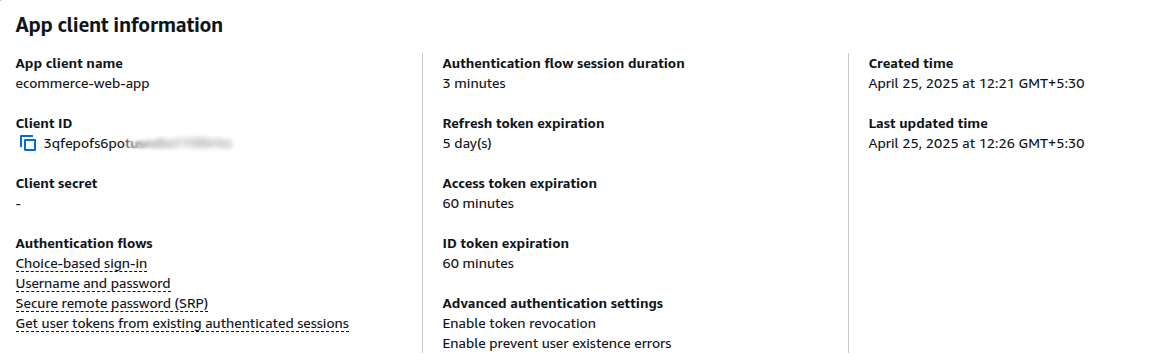 App client information
App client name
ecommerce-web-app
Client ID
3qfepofs6potu
Client secret
-
Authentication flows
Choice-based sign-in
Username and password
Secure remote password (SRP)
Get user tokens from existing authenticated sessions
Authentication flow session duration
3 minutes
Refresh token expiration
5 day(s)
Access token expiration
60 minutes
ID token expiration
60 minutes
Advanced authentication settings
Enable token revocation
Enable prevent user existence errors
Created time
April 25, 2025 at 12:21 GMT+5:30
Last updated time
April 25, 2025 at 12:26 GMT+5:30